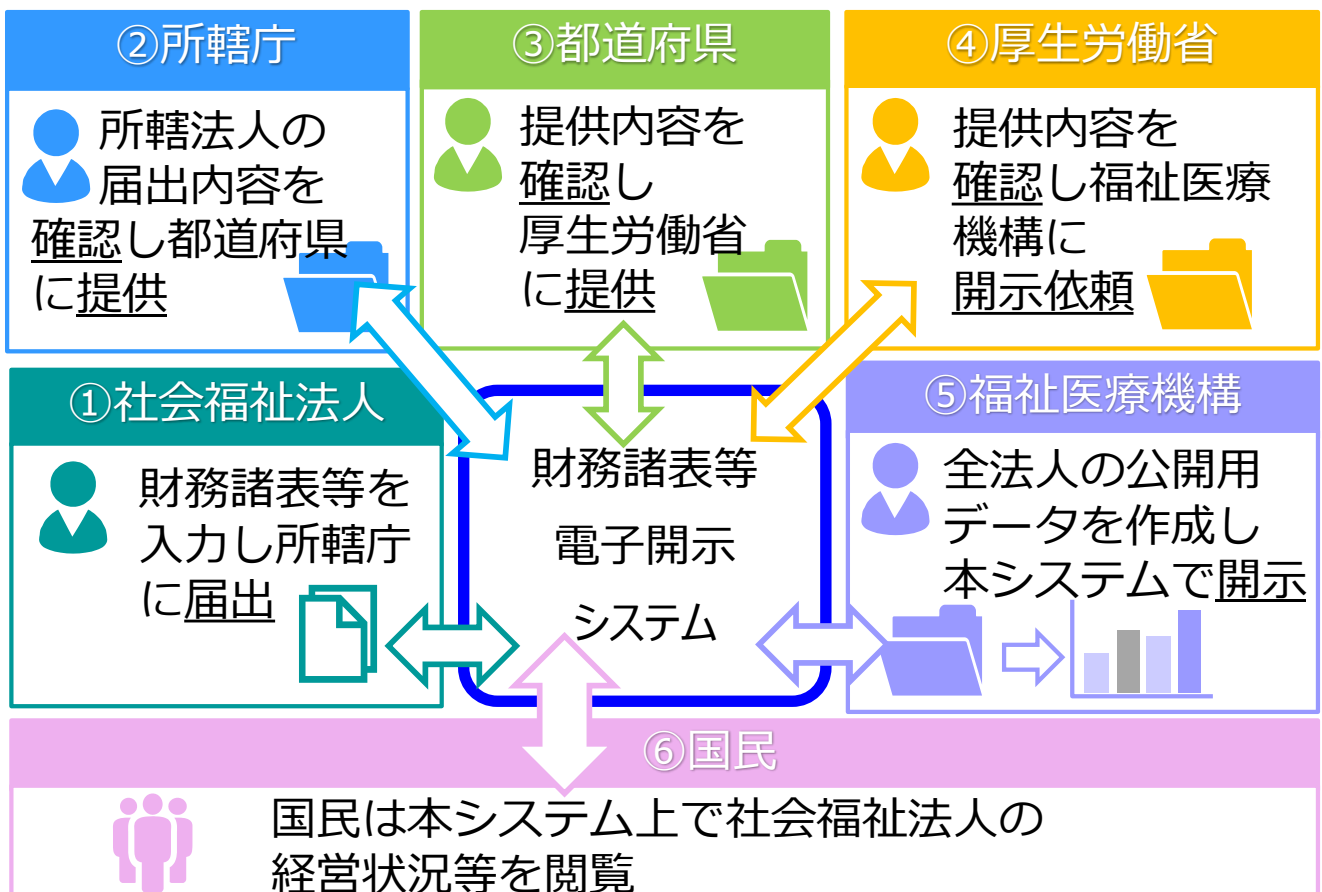 ②所轄庁
所轄法人の
届出内容を
確認し都道府県
に提供
③都道府県
提供内容を
確認し
厚生労働省
に提供
④厚生労働省
提供内容を
確認し福祉医療
機構に
開示依頼
①社会福祉法人
財務諸表等を
入力し所轄庁
に届出
財務諸表等
電子開示
システム
⑤福祉医療機構
全法人の公開用
データを作成し
本システムで開示
⑥国民
国民は本システム上で社会福祉法人の
経営状況等を閲覧